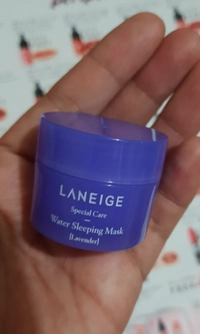 LANEIGE
Special Care
Water Sleeping Mask
[Lavender]